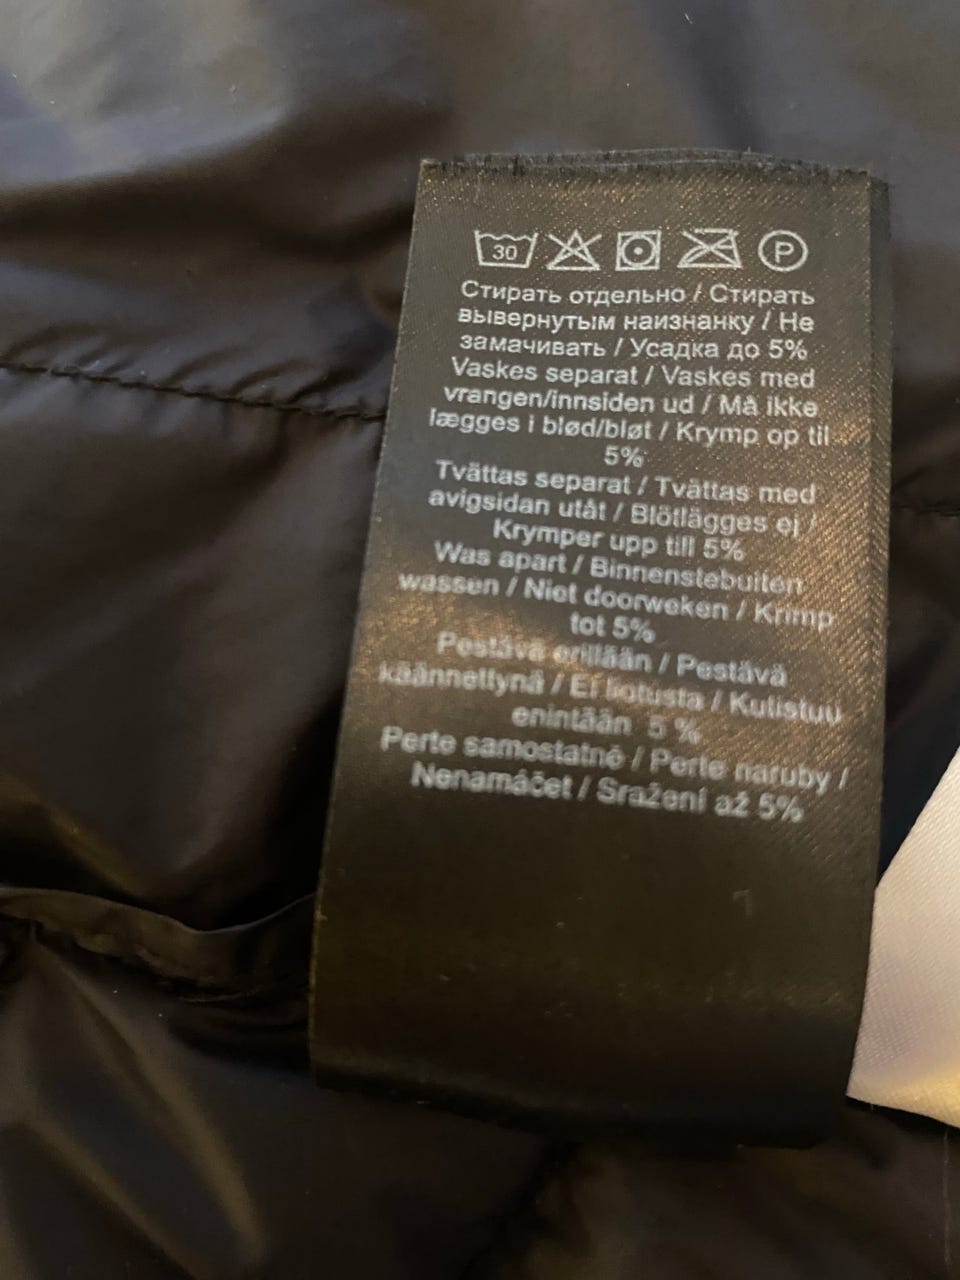 30 P
Стирать отдельно / Стирать
вывернутым наизнанку / Не
замачивать / Усадка до 5%
Vaskes separat / Vaskes med
vrangen/innsiden ud / Må ikke
lægges i blød/bløt / Krymp op til
5%
Tvättas separat / Tvättas med
avigsidan utåt / Blötlägges ej /
Krymper upp till 5%
Was apart / Binnenstebuiten
wassen / Niet doorweken / Krimp
tot 5%
Pestävä erillään / Pestävä
käännettynä / Ei liotusta / Kutistuu
enintään 5 %
Perte samostatně / Perte naruby /
Nenamáčet / Sražení až 5%